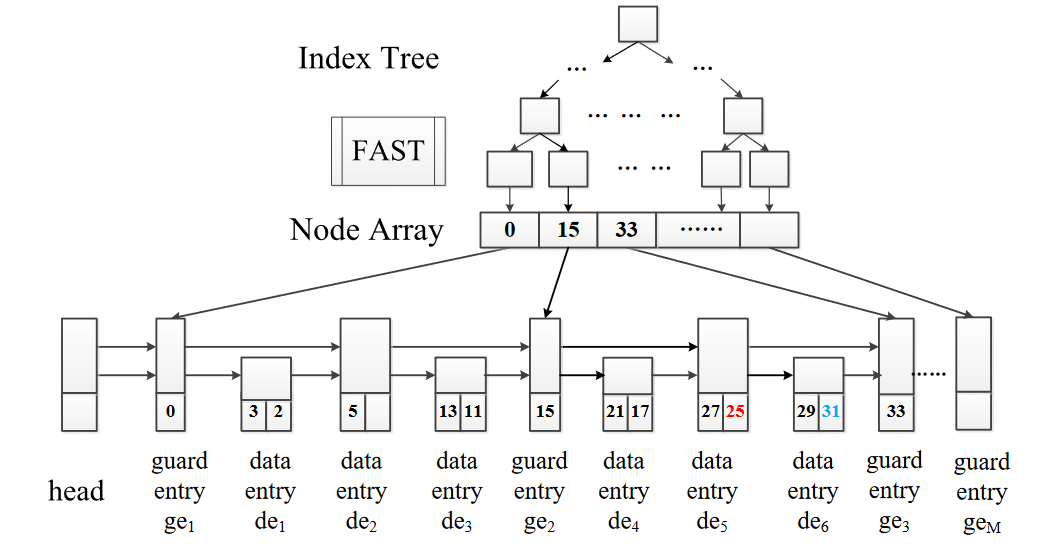 Index Tree
... ...
... ... ...
FAST
... ...
Node Array
0 15 33 ......
......
0 3 2 5 13 11 15 21 17 27 25 29 31 33
head
guard entry ge1
data entry de1
data entry de2
data entry de3
guard entry ge2
data entry de4
data entry de5
data entry de6
guard entry ge3
guard entry geM